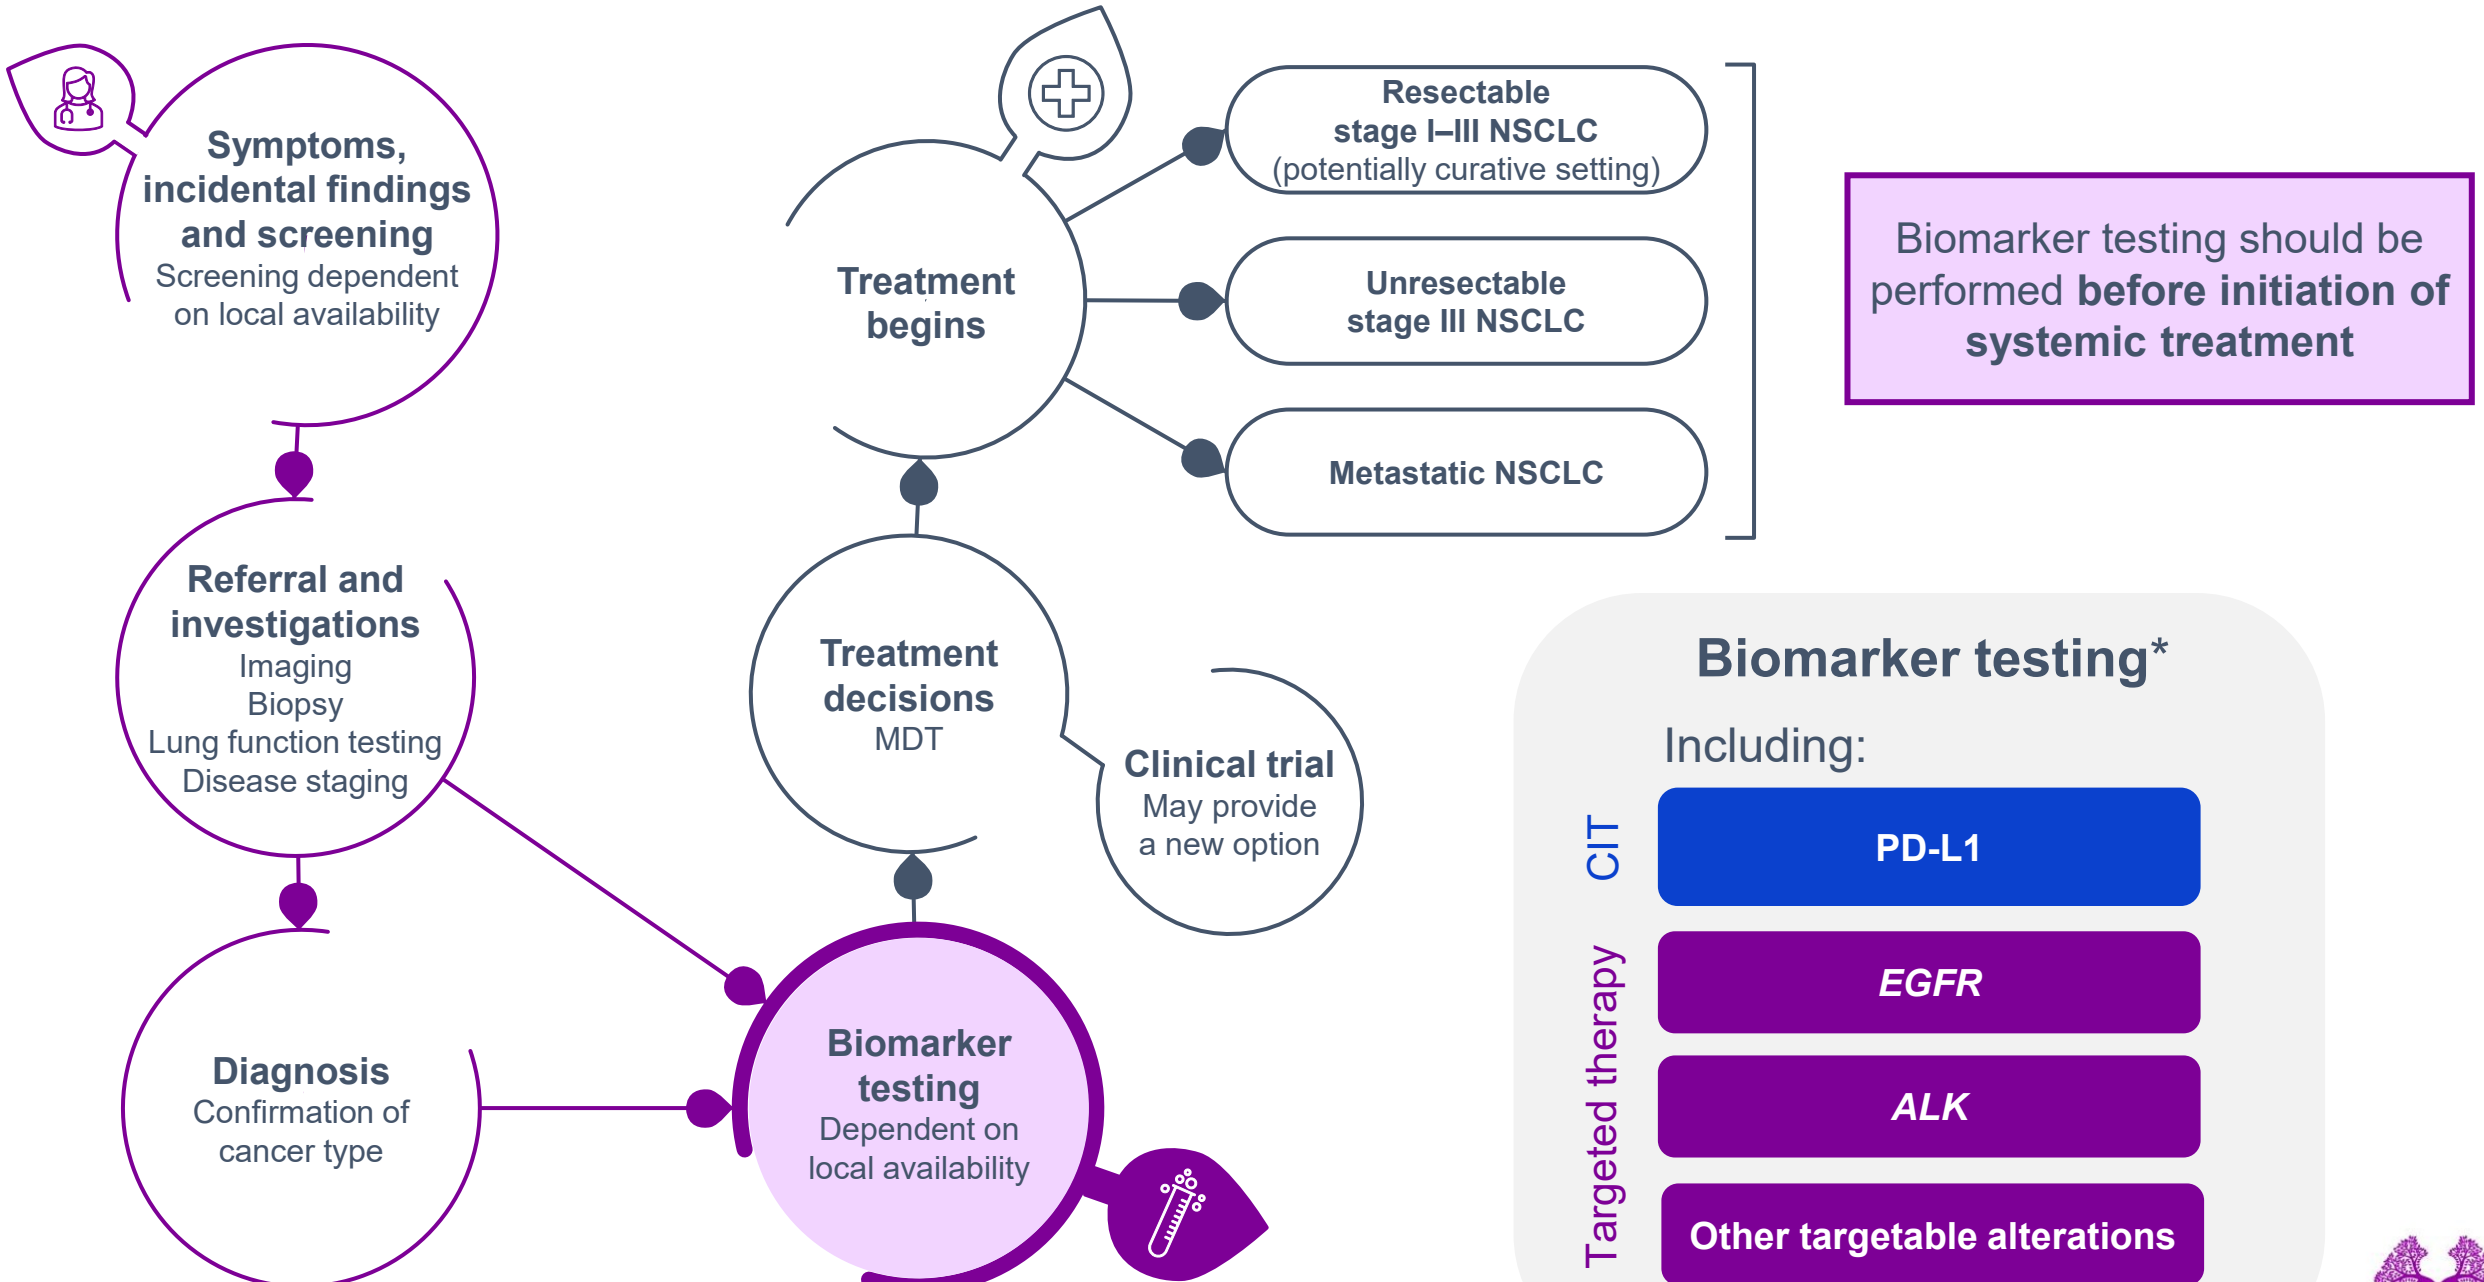 Symptoms,
incidental findings
and screening
Screening dependent
on local availability
Referral and
investigations
Imaging
Biopsy
Lung function testing
Disease staging
Diagnosis
Confirmation of
cancer type
Biomarker
testing
Dependent on
local availability
Treatment
decisions
MDT
Clinical trial
May provide
a new option
Treatment
begins
Resectable
stage I–III NSCLC
(potentially curative setting)
Unresectable
stage III NSCLC
Metastatic NSCLC
Biomarker testing should be
performed before initiation of
systemic treatment
Biomarker testing*
Including:
CIT
PD-L1
Targeted therapy
EGFR
ALK
Other targetable alterations